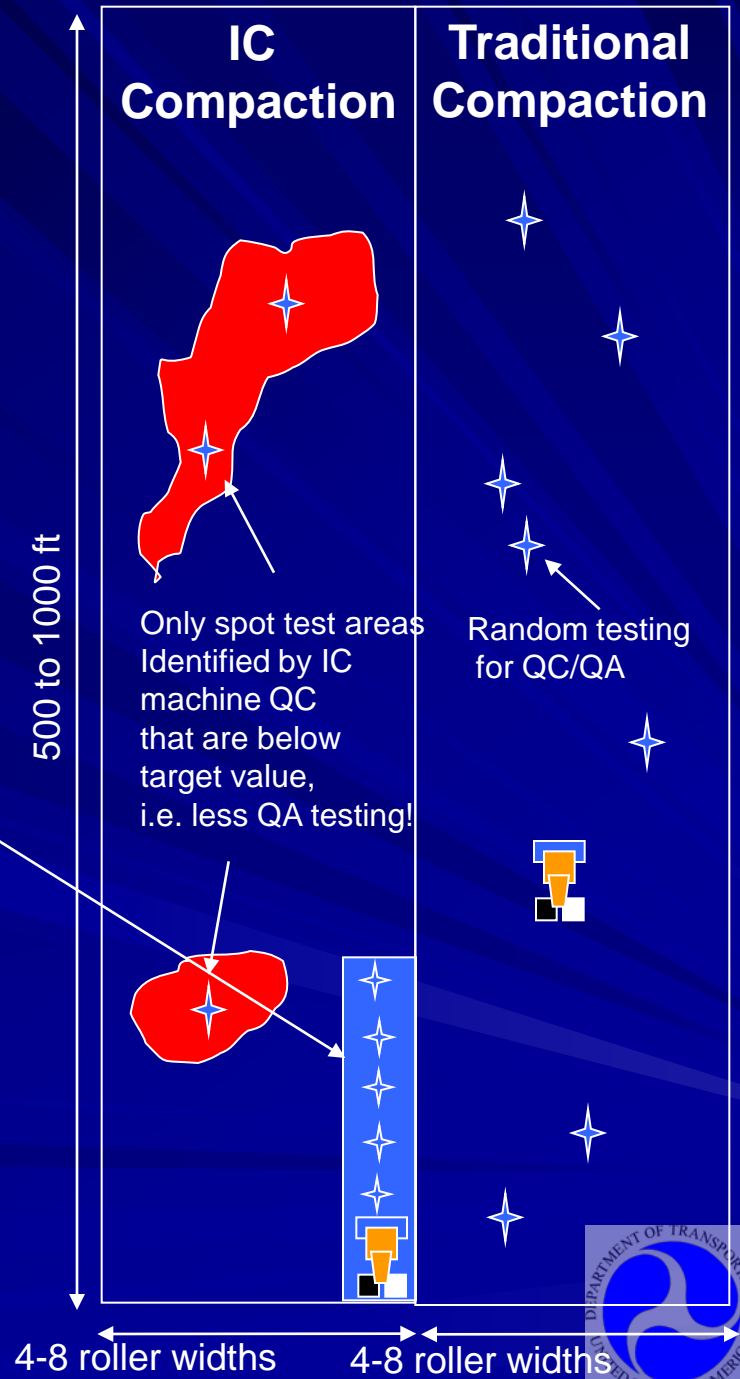 IC
Compaction
Traditional
Compaction
500 to 1000 ft
Only spot test areas
Identified by IC
machine QC
that are below
target value,
i.e. less QA testing!
Random testing
for QC/QA
4-8 roller widths
4-8 roller widths
OF